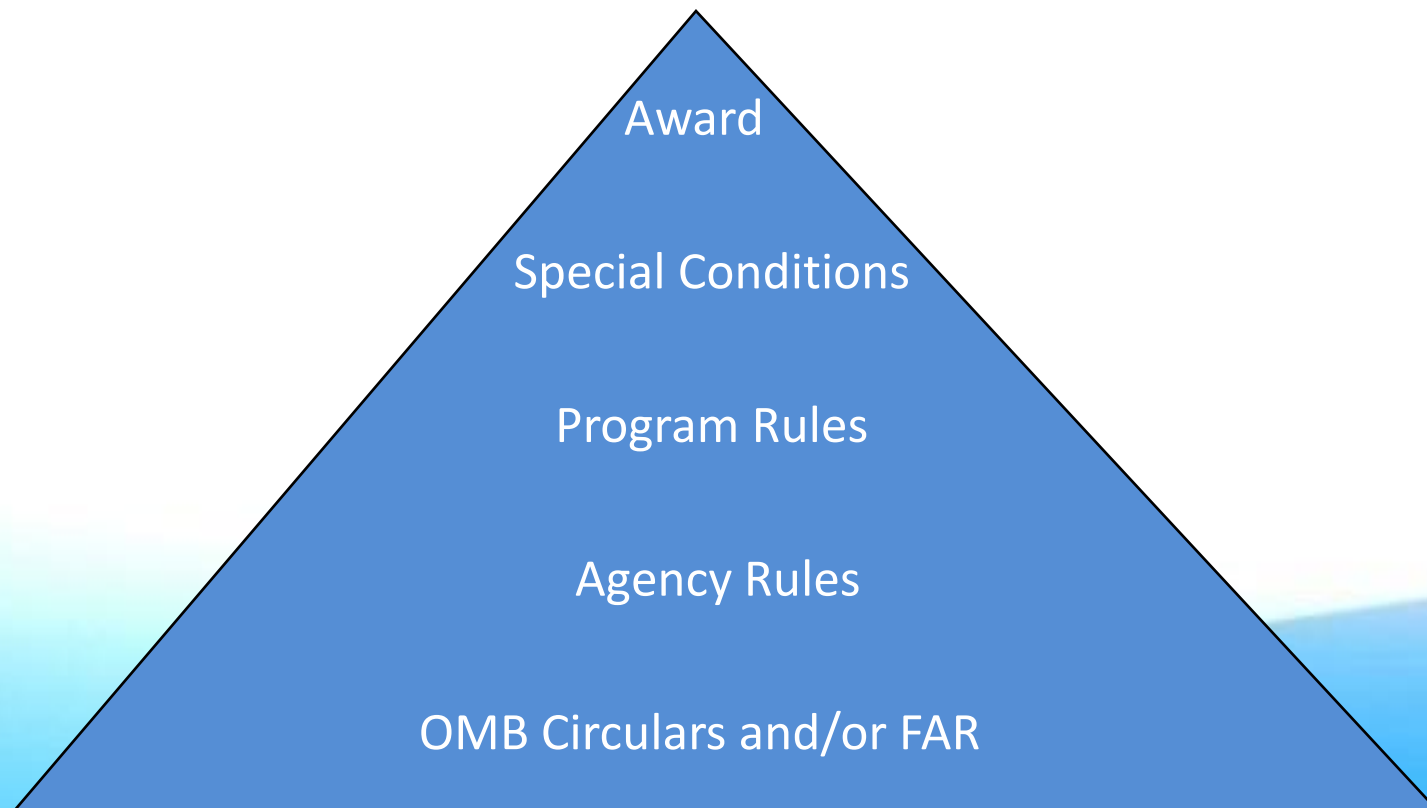 Award
Special Conditions
Program Rules
Agency Rules
OMB Circulars and/or FAR